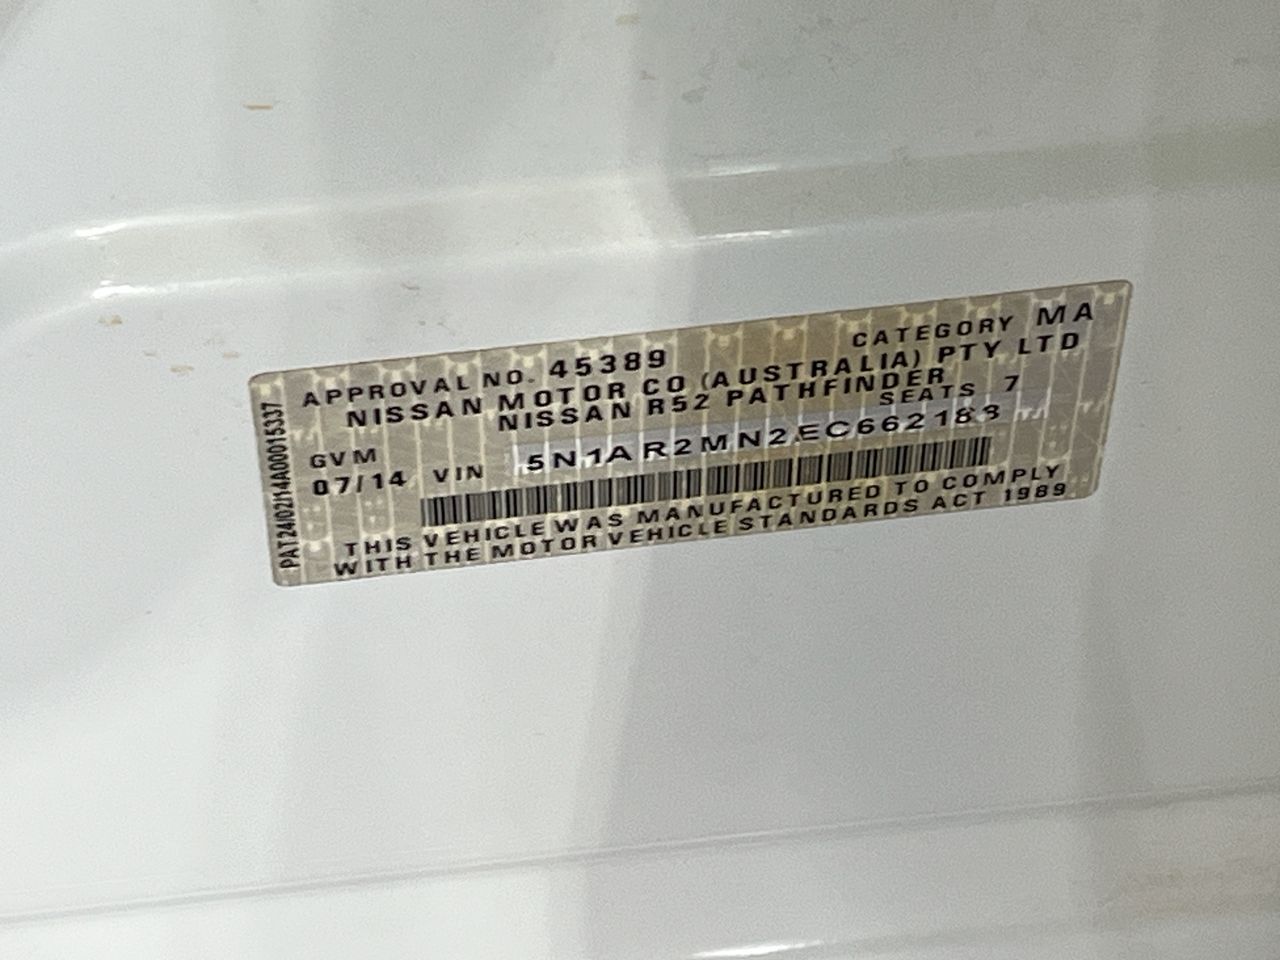 APPROVAL NO. 45389 CATEGORY MA
NISSAN MOTOR CO (AUSTRALIA) PTY LTD
NISSAN R52 PATHFINDER
GVM SEATS 7
07/14 VIN 5N1AR2MN2EC662183
THIS VEHICLE WAS MANUFACTURED TO COMPLY
WITH THE MOTOR VEHICLE STANDARDS ACT 1989
PAT24/02/14A00015337